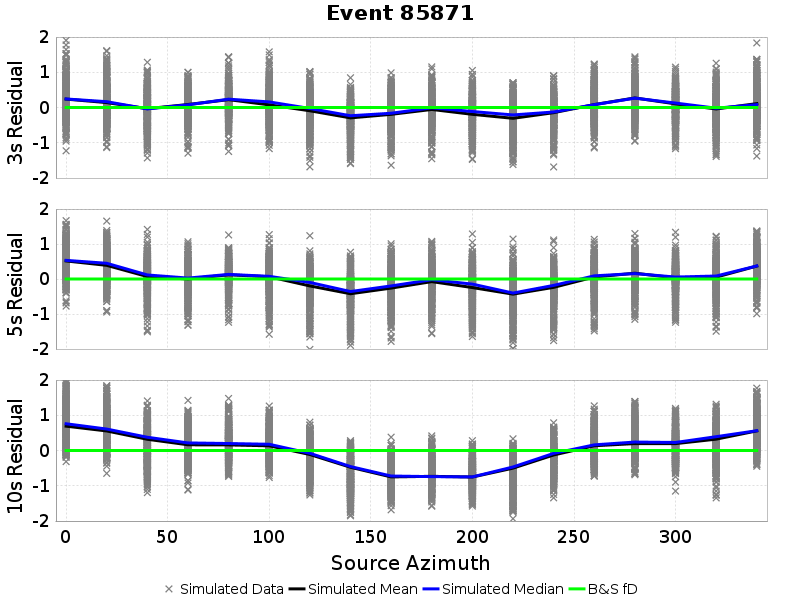 Event 85871
3s Residual
2
1
0
-1
-2
5s Residual
2
1
0
-1
-2
10s Residual
2
1
0
-1
-2
0 50 100 150 200 250 300
Source Azimuth
Simulated Data Simulated Mean Simulated Median B&S fD